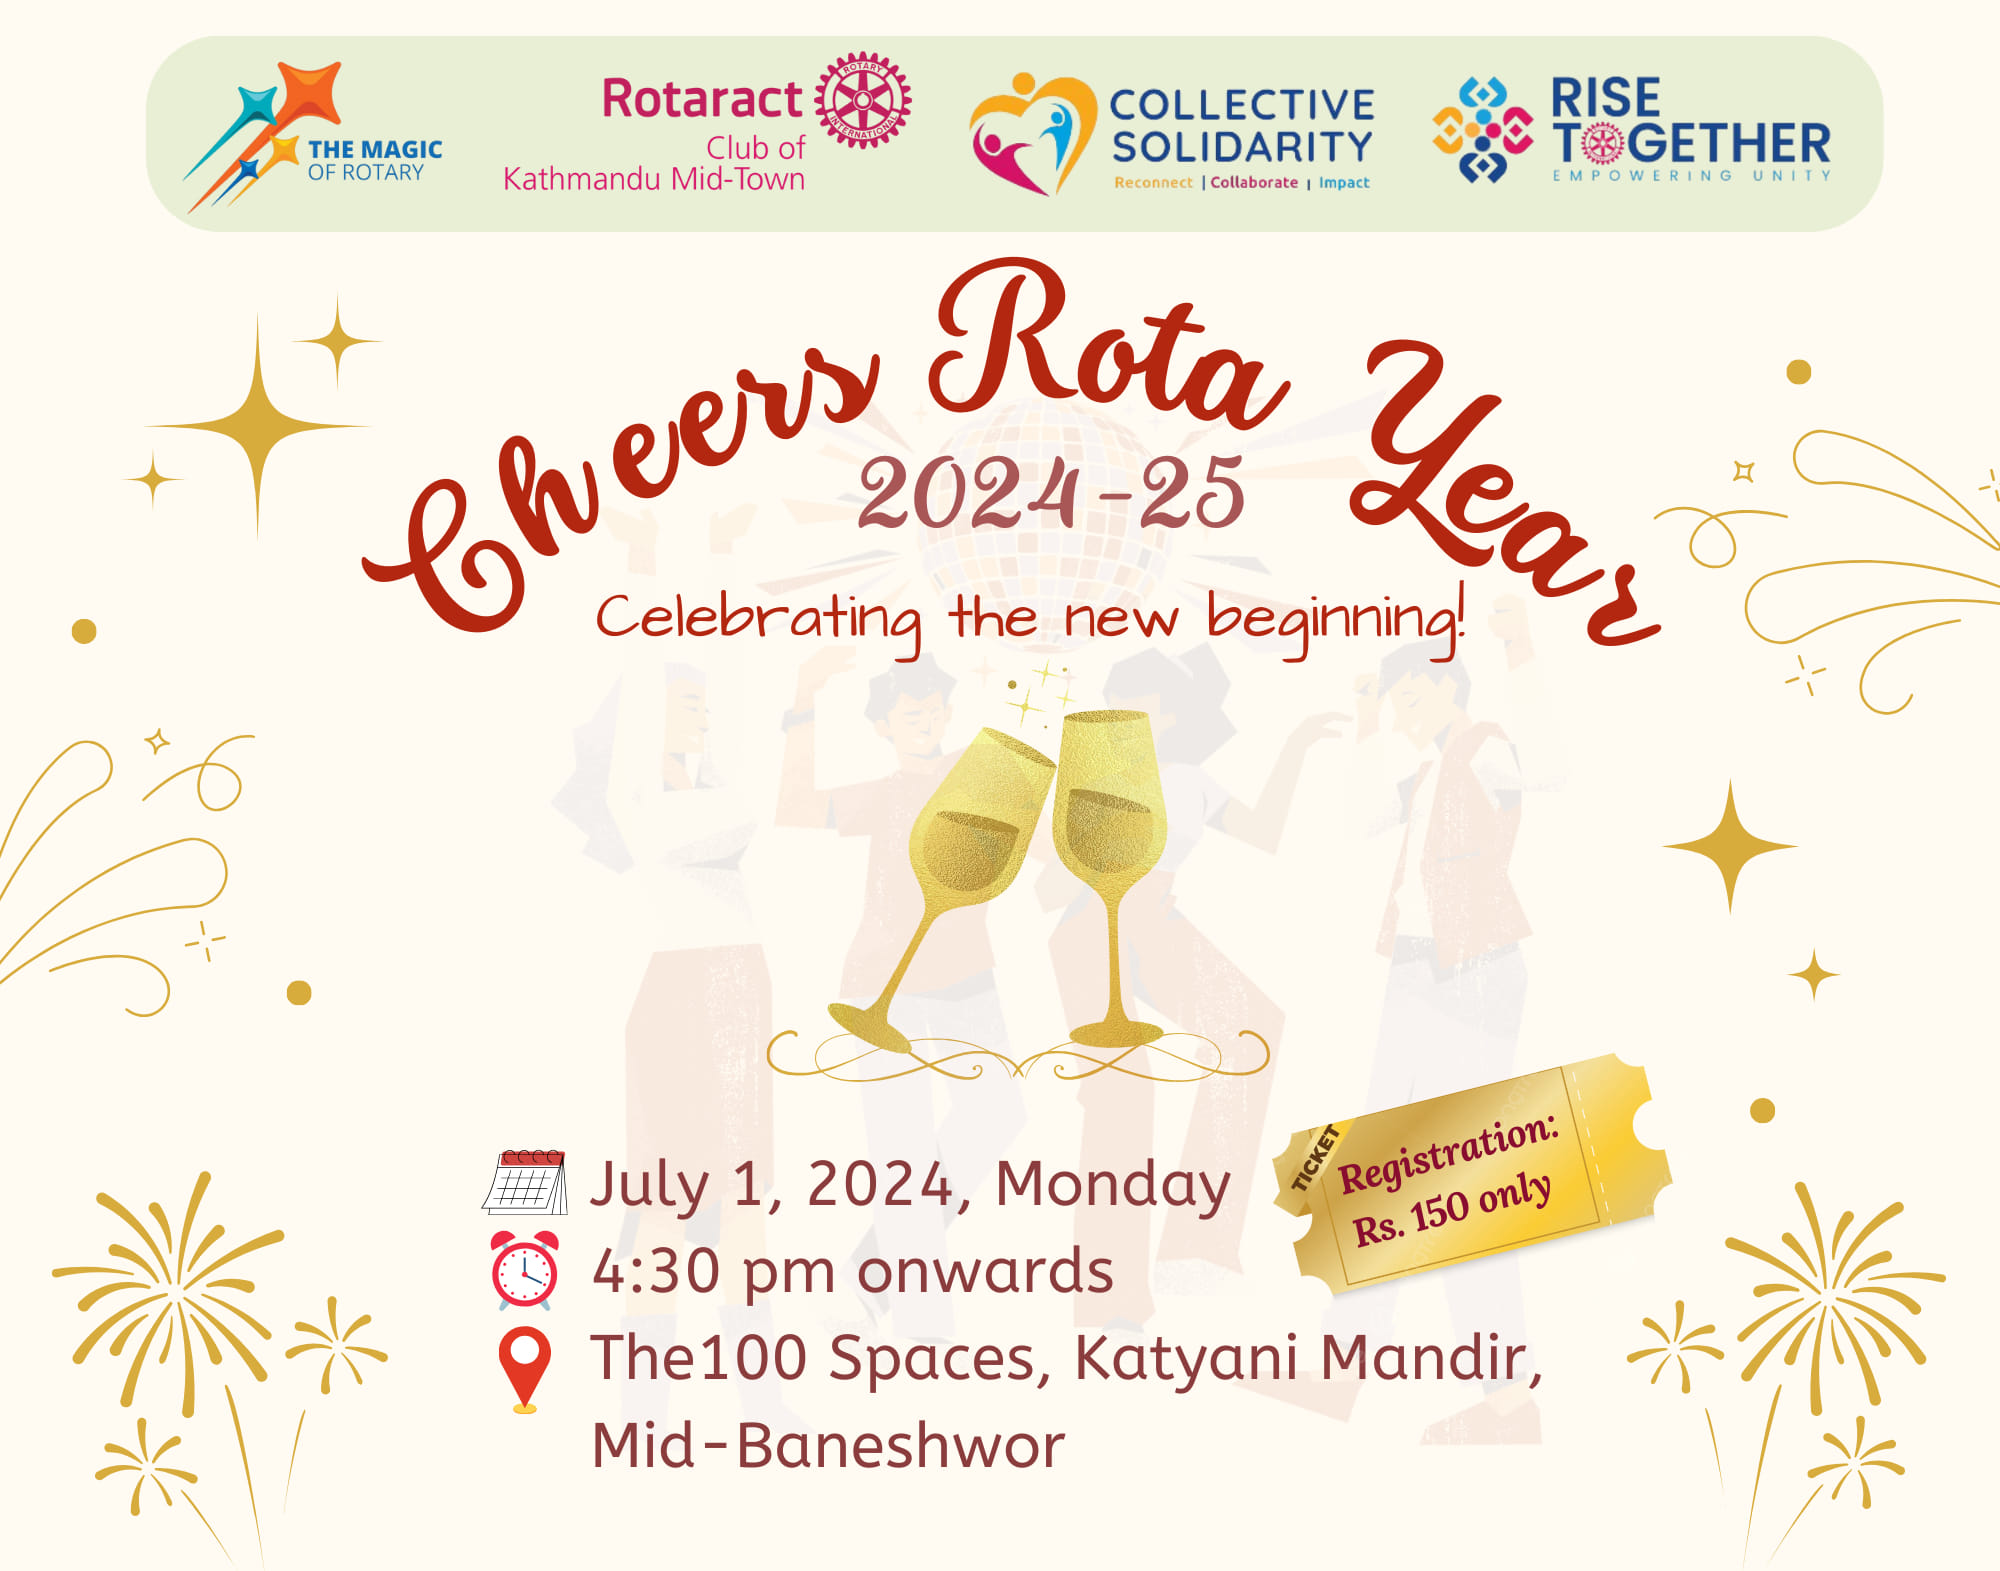 THE MAGIC
OF ROTARY
Rotaract
Club of
Kathmandu Mid-Town
ROTARY
INTERNATIONAL
COLLECTIVE
SOLIDARITY
Reconnect | Collaborate | Impact
RISE
TOGETHER
EMPOWERING UNITY
Cheers Rota Year
2024-25
Celebrating the new beginning!
July 1, 2024, Monday
4:30 pm onwards
The100 Spaces, Katyani Mandir,
Mid-Baneshwor
TICKET
Registration:
Rs. 150 only